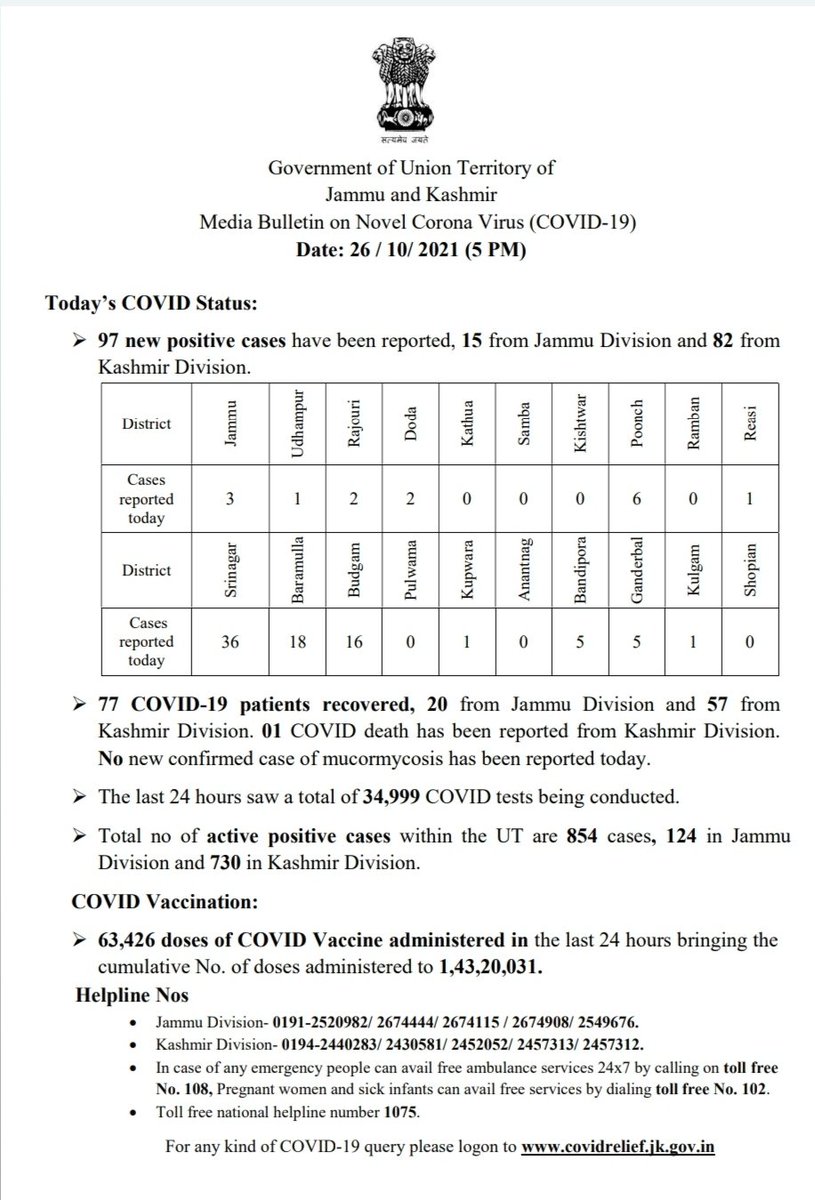 सत्यमेव जयते
Government of Union Territory of
Jammu and Kashmir
Media Bulletin on Novel Corona Virus (COVID-19)
Date: 26 / 10/ 2021 (5 PM)
Today’s COVID Status:
➢ 97 new positive cases have been reported, 15 from Jammu Division and 82 from
Kashmir Division.
District Jammu Udhampur Rajouri Doda Kathua Samba Kishtwar Poonch Ramban Reasi
Cases
reported
today
3 1 2 2 0 0 0 6 0 1
District Srinagar Baramulla Budgam Pulwama Kupwara Anantnag Bandipora Ganderbal Kulgam Shopian
Cases
reported
today
36 18 16 0 1 0 5 5 1 0
➢ 77 COVID-19 patients recovered, 20 from Jammu Division and 57 from
Kashmir Division. 01 COVID death has been reported from Kashmir Division.
No new confirmed case of mucormycosis has been reported today.
➢ The last 24 hours saw a total of 34,999 COVID tests being conducted.
➢ Total no of active positive cases within the UT are 854 cases, 124 in Jammu
Division and 730 in Kashmir Division.
COVID Vaccination:
➢ 63,426 doses of COVID Vaccine administered in the last 24 hours bringing the
cumulative No. of doses administered to 1,43,20,031.
Helpline Nos
• Jammu Division- 0191-2520982/ 2674444/ 2674115 / 2674908/ 2549676.
• Kashmir Division- 0194-2440283/ 2430581/ 2452052/ 2457313/ 2457312.
• In case of any emergency people can avail free ambulance services 24x7 by calling on toll free
No. 108, Pregnant women and sick infants can avail free services by dialing toll free No. 102.
• Toll free national helpline number 1075.
For any kind of COVID-19 query please logon to www.covidrelief.jk.gov.in